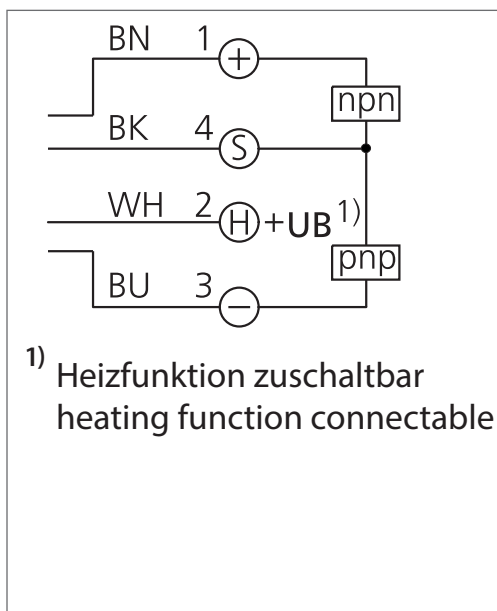 BN 1 +
npn
BK 4 S
WH 2 H +UB 1)
pnp
BU 3 −
1) Heizfunktion zuschaltbar
heating function connectable